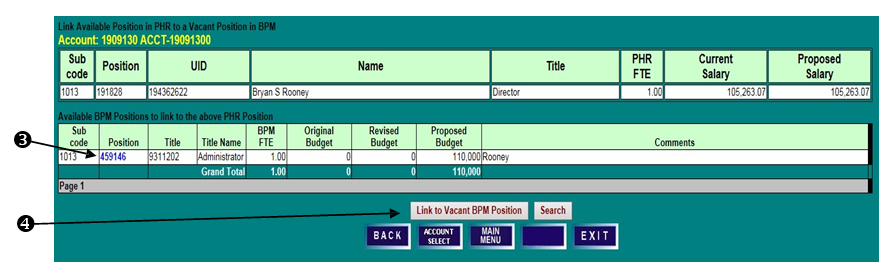 Link Available Position in PHR to a Vacant Position in BPM
Account: 1909130 ACCT-19091300
Sub code Position UID Name Title PHR FTE Current Salary Proposed Salary
1013 191828 194362622 Bryan S Rooney Director 1.00 105,263.07 105,263.07
Available BPM Positions to link to the above PHR Position
Sub code Position Title Title Name BPM FTE Original Budget Revised Budget Proposed Budget Comments
❸ 1013 459146 9311202 Administrator 1.00 0 0 110,000 Rooney
Grand Total 1.00 0 0 110,000
Page 1
❹ Link to Vacant BPM Position Search
BACK ACCOUNT SELECT MAIN MENU EXIT